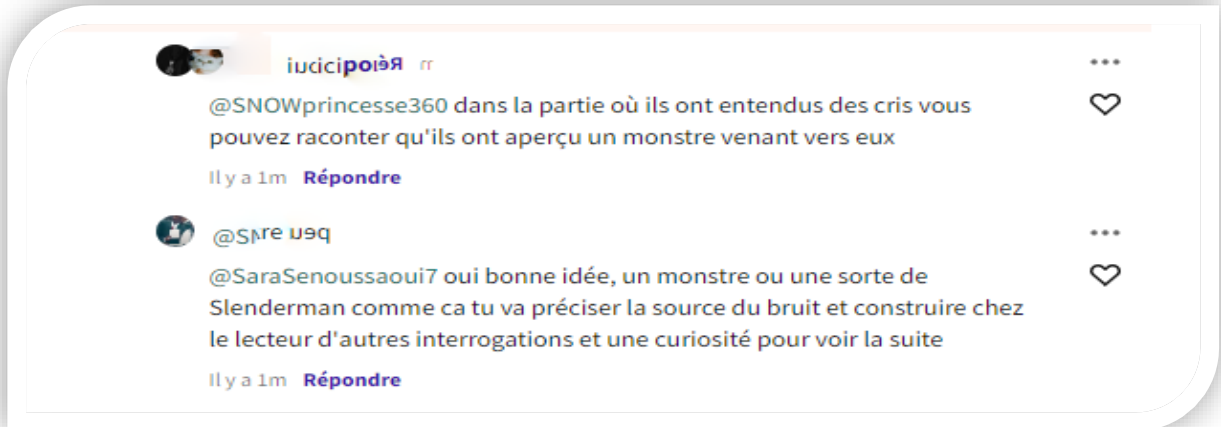 @SNOWprincesse360 dans la partie où ils ont entendus des cris vous
pouvez raconter qu'ils ont aperçu un monstre venant vers eux
Il y a 1m Répondre
@SaraSenoussaoui7 oui bonne idée, un monstre ou une sorte de
Slenderman comme ca tu va préciser la source du bruit et construire chez
le lecteur d'autres interrogations et une curiosité pour voir la suite
Il y a 1m Répondre